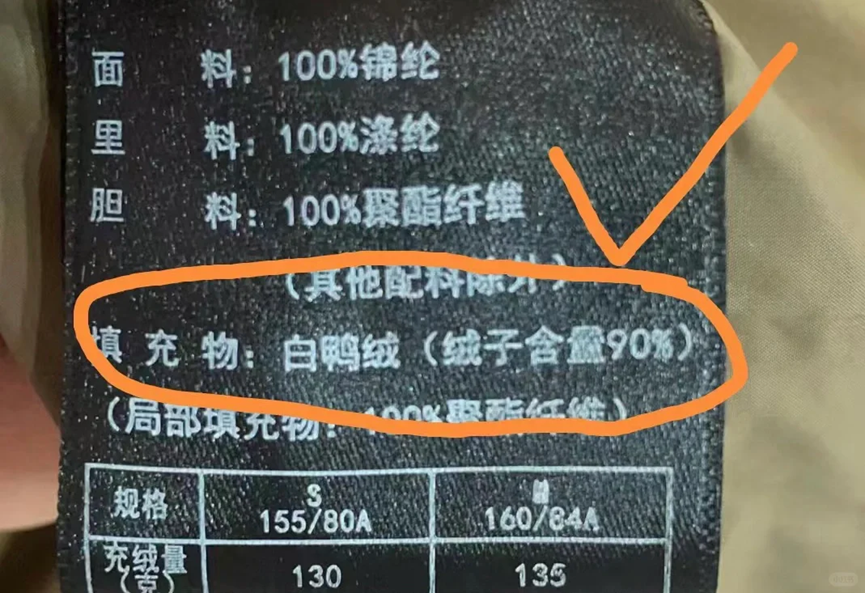 面 料：100%锦纶
里 料：100%涤纶
胆 料：100%聚酯纤维
（其他配料除外）
填 充 物：白鸭绒（绒子含量90%）
（局部填充物：100%聚酯纤维）
规格 S 155/80A M 160/84A
充绒量（克） 130 135